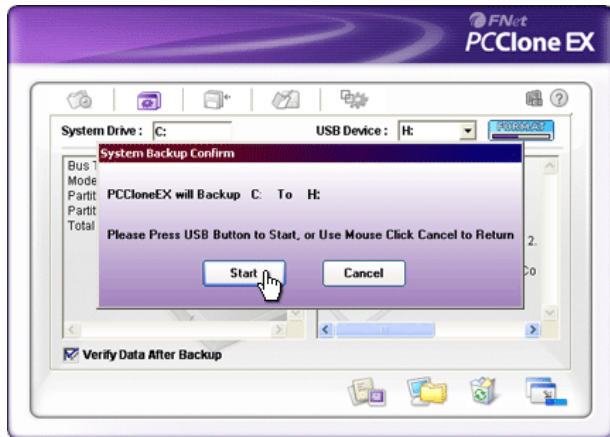 FNet
PCClone EX
System Drive : C:
USB Device : H:
FORMAT
System Backup Confirm
Bus T
Mode
Partit
Partit
Total
PCCloneEX will Backup C: To H:
Please Press USB Button to Start, or Use Mouse Click Cancel to Return
2.
Co
Start
Cancel
Verify Data After Backup